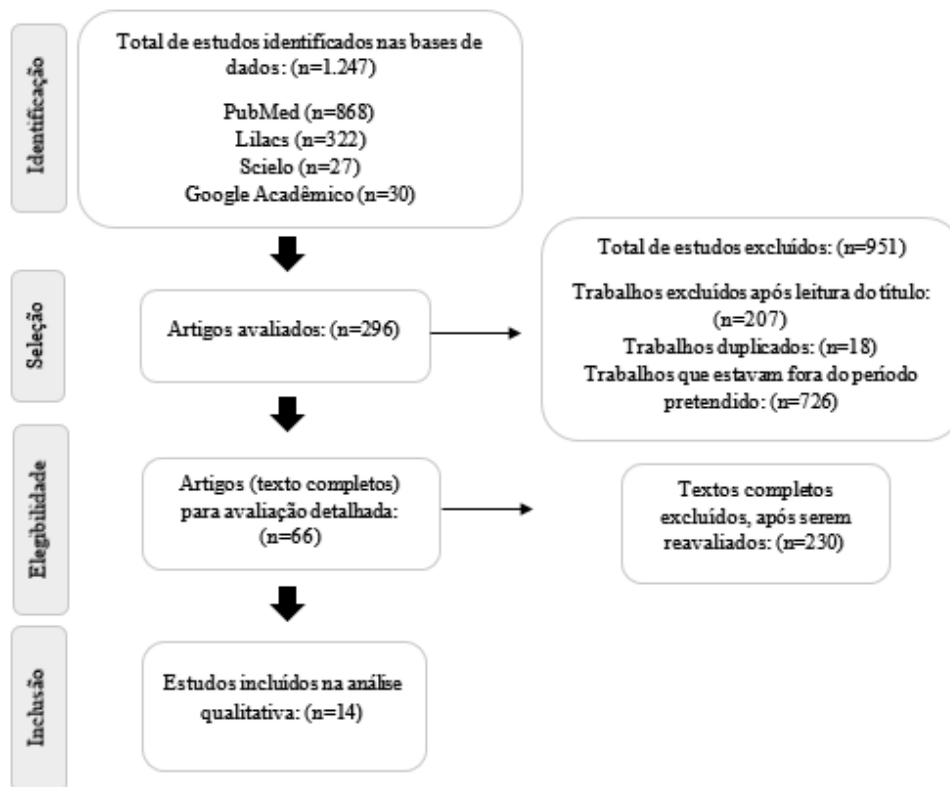 Identificação
Total de estudos identificados nas bases de
dados: (n=1.247)
PubMed (n=868)
Lilacs (n=322)
Scielo (n=27)
Google Acadêmico (n=30)
Seleção
Artigos avaliados: (n=296)
Total de estudos excluídos: (n=951)
Trabalhos excluídos após leitura do título:
(n=207)
Trabalhos duplicados: (n=18)
Trabalhos que estavam fora do período
pretendido: (n=726)
Elegibilidade
Artigos (texto completos)
para avaliação detalhada:
(n=66)
Textos completos
excluídos, após serem
reavaliados: (n=230)
Inclusão
Estudos incluídos na análise
qualitativa: (n=14)